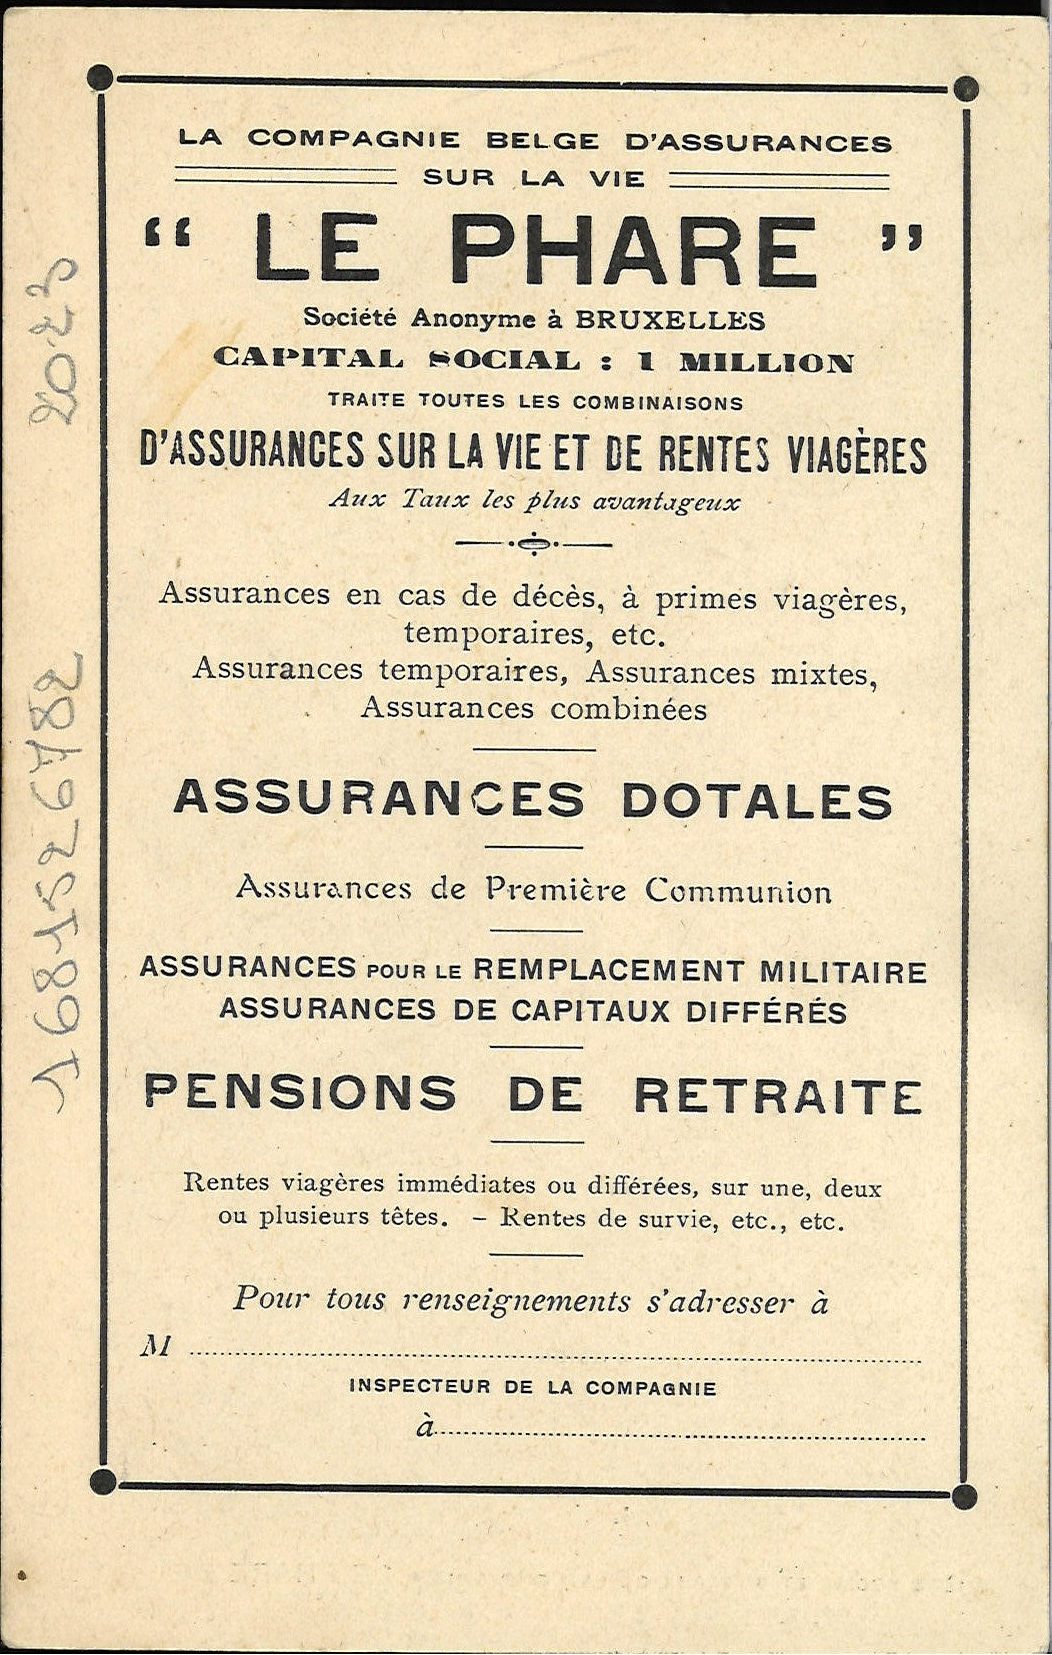 LA COMPAGNIE BELGE D'ASSURANCES
SUR LA VIE
“ LE PHARE ”
Société Anonyme à BRUXELLES
CAPITAL SOCIAL : 1 MILLION
TRAITE TOUTES LES COMBINAISONS
D'ASSURANCES SUR LA VIE ET DE RENTES VIAGÈRES
Aux Taux les plus avantageux
Assurances en cas de décès, à primes viagères,
temporaires, etc.
Assurances temporaires, Assurances mixtes,
Assurances combinées
ASSURANCES DOTALES
Assurances de Première Communion
ASSURANCES POUR LE REMPLACEMENT MILITAIRE
ASSURANCES DE CAPITAUX DIFFÉRÉS
PENSIONS DE RETRAITE
Rentes viagères immédiates ou différées, sur une, deux
ou plusieurs têtes. – Rentes de survie, etc., etc.
Pour tous renseignements s'adresser à
M
INSPECTEUR DE LA COMPAGNIE
à
1681526782 2023